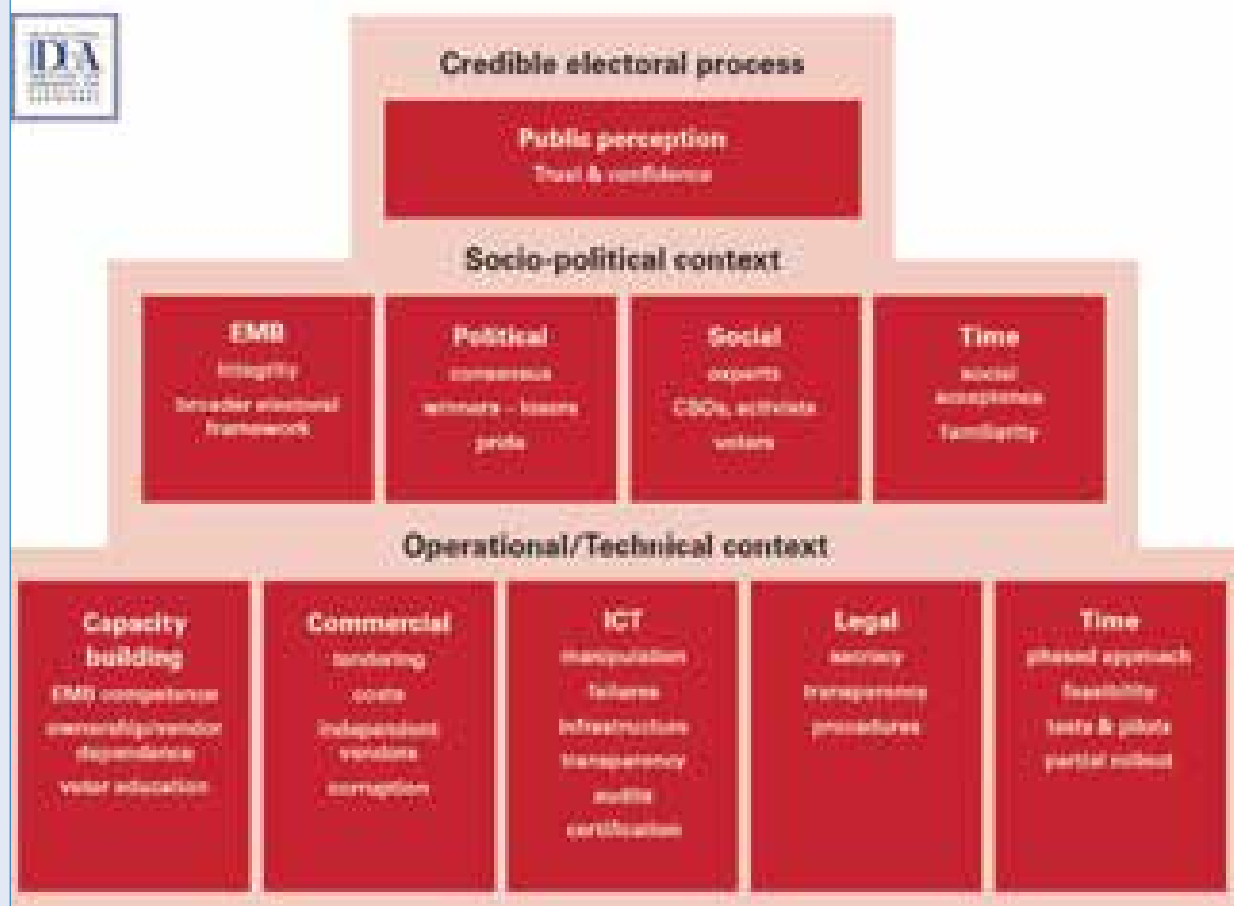 IDEA
Credible electoral process
Public perception
Trust & confidence
Socio-political context
EMB
integrity
broader electoral
framework
Political
consensus
winners – losers
pride
Social
experts
CBOs, activists
voters
Time
social
acceptance
familiarity
Operational/Technical context
Capacity
building
EMB competence
ownership/vendor
dependence
voter education
Commercial
tendering
costs
independent
vendors
corruption
ICT
manipulation
failures
infrastructure
transparency
audits
certification
Legal
secrecy
transparency
procedures
Time
phased approach
feasibility
tests & pilots
partial rollout